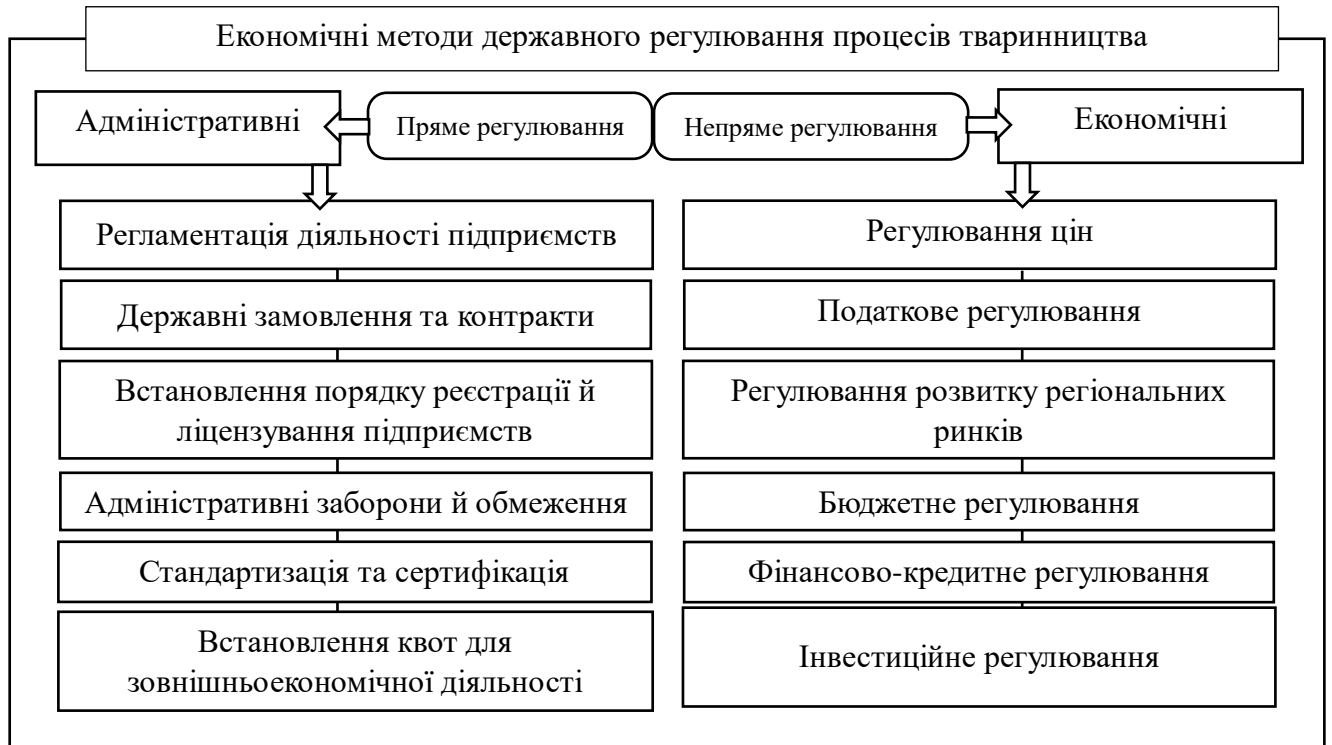 Економічні методи державного регулювання процесів тваринництва
Адміністративні
Пряме регулювання
Непряме регулювання
Економічні
Регламентація діяльності підприємств
Державні замовлення та контракти
Встановлення порядку реєстрації й
ліцензування підприємств
Адміністративні заборони й обмеження
Стандартизація та сертифікація
Встановлення квот для
зовнішньоекономічної діяльності
Регулювання цін
Податкове регулювання
Регулювання розвитку регіональних
ринків
Бюджетне регулювання
Фінансово-кредитне регулювання
Інвестиційне регулювання